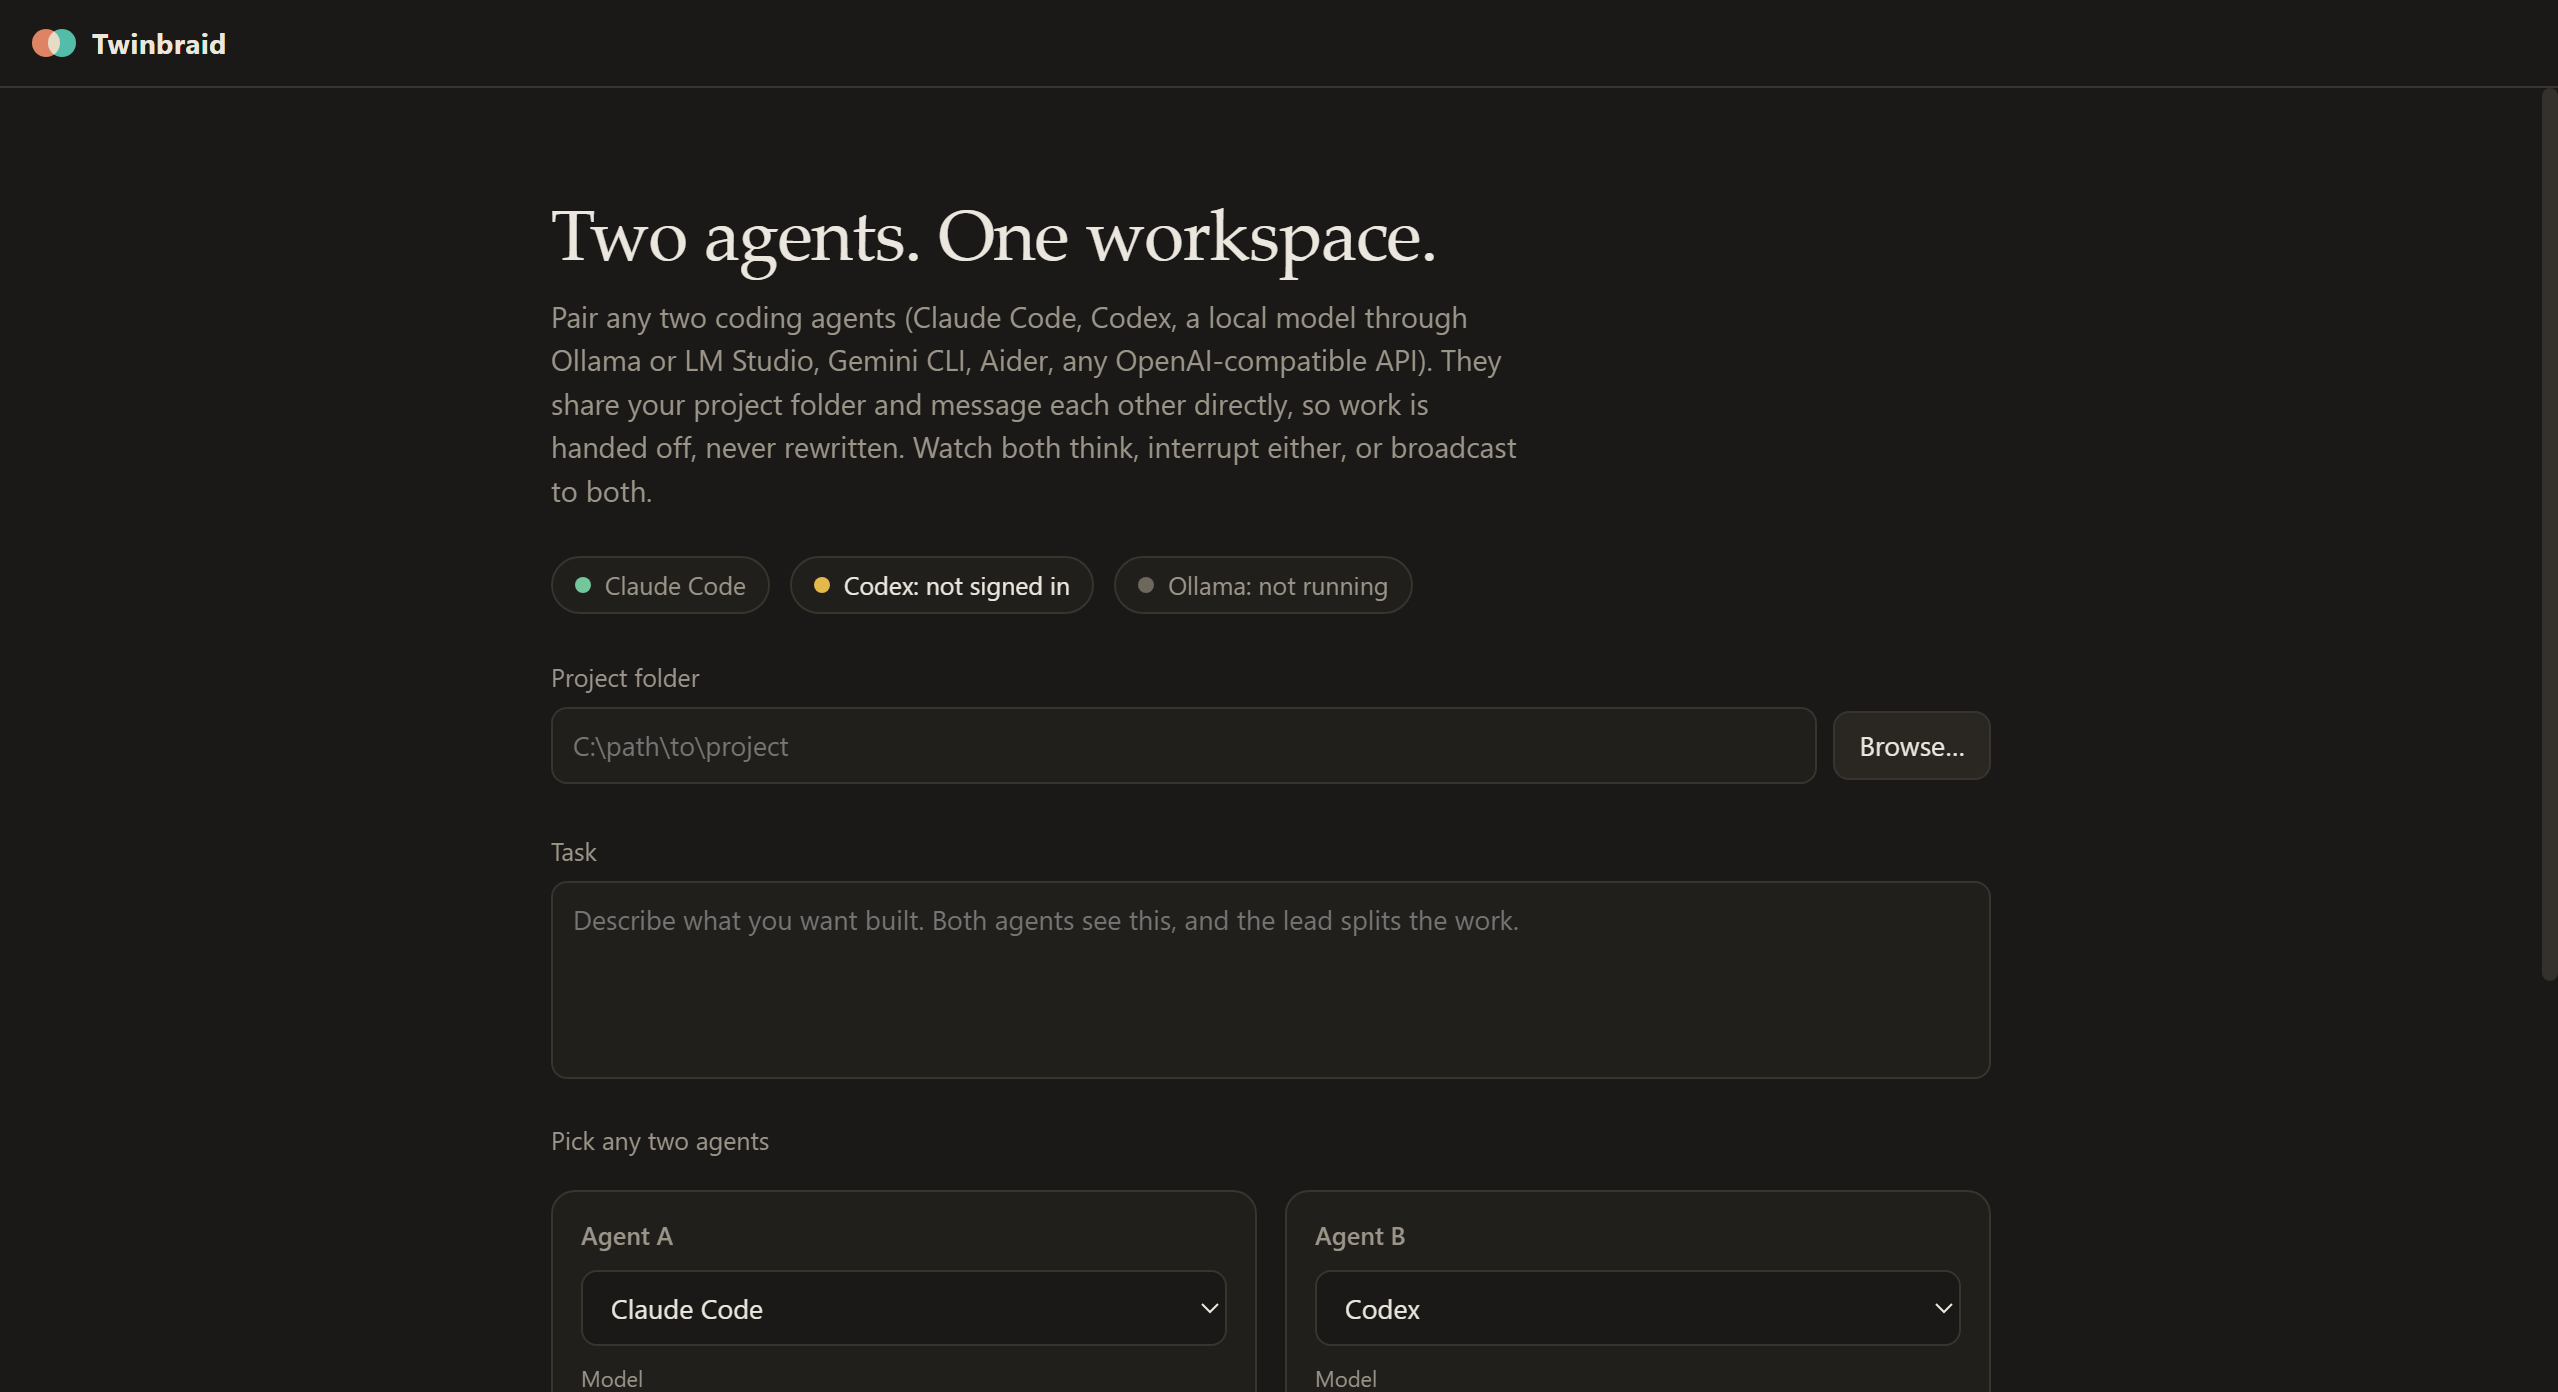 Twinbraid
Two agents. One workspace.
Pair any two coding agents (Claude Code, Codex, a local model through
Ollama or LM Studio, Gemini CLI, Aider, any OpenAI-compatible API). They
share your project folder and message each other directly, so work is
handed off, never rewritten. Watch both think, interrupt either, or broadcast
to both.
Claude Code
Codex: not signed in
Ollama: not running
Project folder
C:\path\to\project
Browse...
Task
Describe what you want built. Both agents see this, and the lead splits the work.
Pick any two agents
Agent A
Agent B
Claude Code
Codex
Model
Model